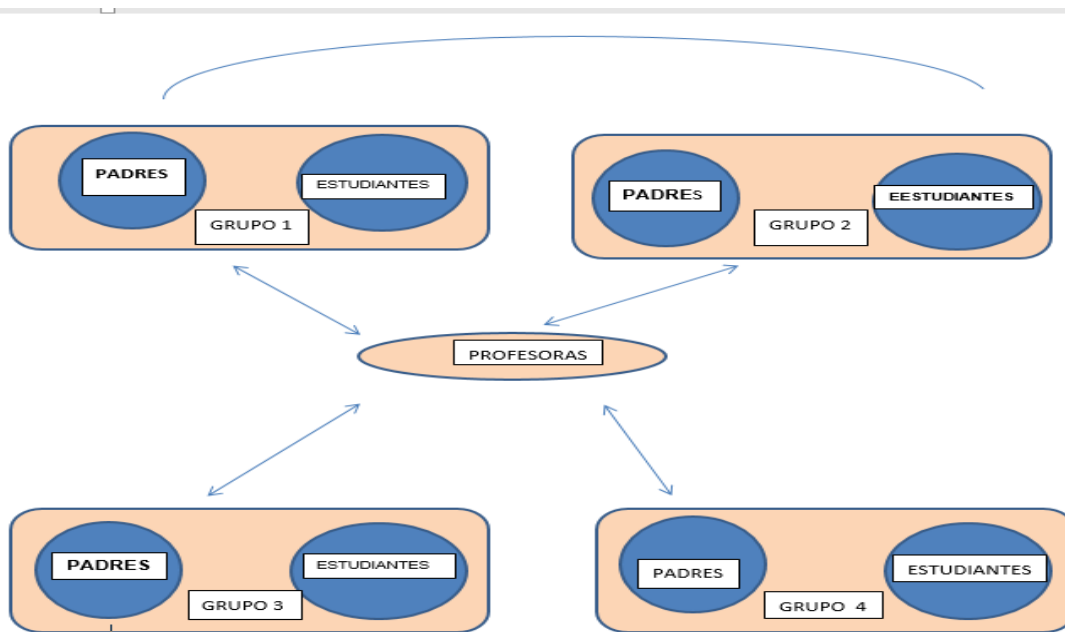 PADRES
ESTUDIANTES
GRUPO 1
PADRES
EESTUDIANTES
GRUPO 2
PROFESORAS
PADRES
ESTUDIANTES
GRUPO 3
PADRES
ESTUDIANTES
GRUPO 4